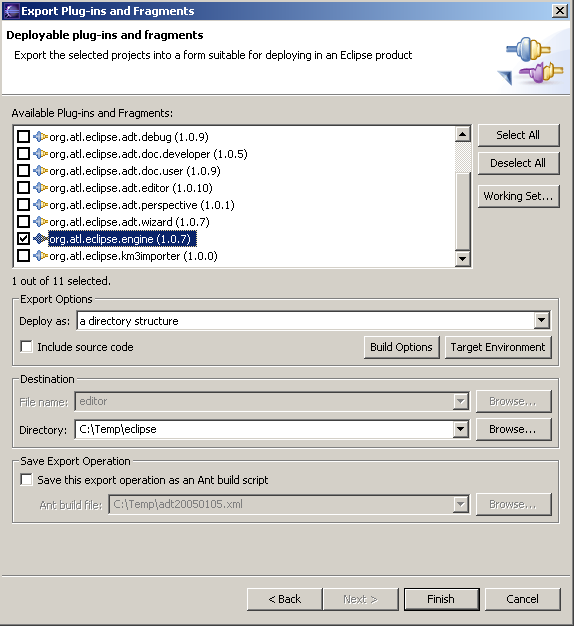 Export Plug-ins and Fragments
Deployable plug-ins and fragments
Export the selected projects into a form suitable for deploying in an Eclipse product
Available Plug-ins and Fragments:
org.atl.eclipse.adt.debug (1.0.9)
org.atl.eclipse.adt.doc.developer (1.0.5)
org.atl.eclipse.adt.doc.user (1.0.9)
org.atl.eclipse.adt.editor (1.0.10)
org.atl.eclipse.adt.perspective (1.0.1)
org.atl.eclipse.adt.wizard (1.0.7)
org.atl.eclipse.engine (1.0.7)
org.atl.eclipse.km3importer (1.0.0)
Select All
Deselect All
Working Set...
1 out of 11 selected.
Export Options
Deploy as: a directory structure
Include source code Build Options Target Environment
Destination
File name: editor Browse...
Directory: C:\Temp\eclipse Browse...
Save Export Operation
Save this export operation as an Ant build script
Ant build file: C:\Temp\adt20050105.xml Browse...
< Back Next > Finish Cancel